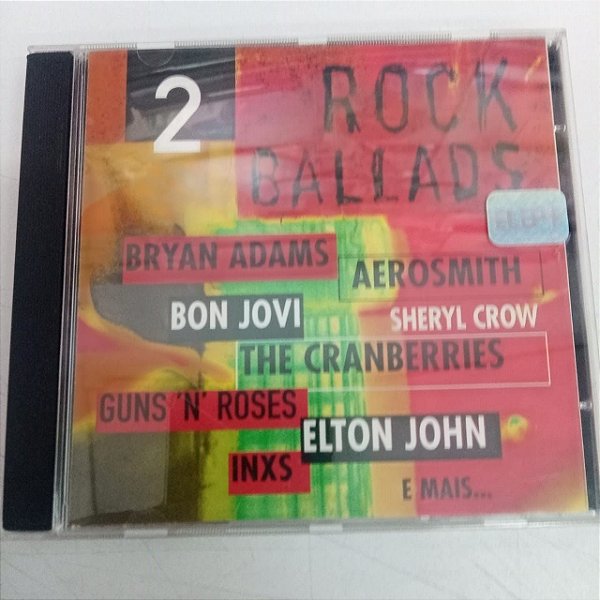 2
ROCK
BALLADS
BRYAN ADAMS
AEROSMITH
BON JOVI
SHERYL CROW
THE CRANBERRIES
GUNS 'N' ROSES
ELTON JOHN
INXS
E MAIS...